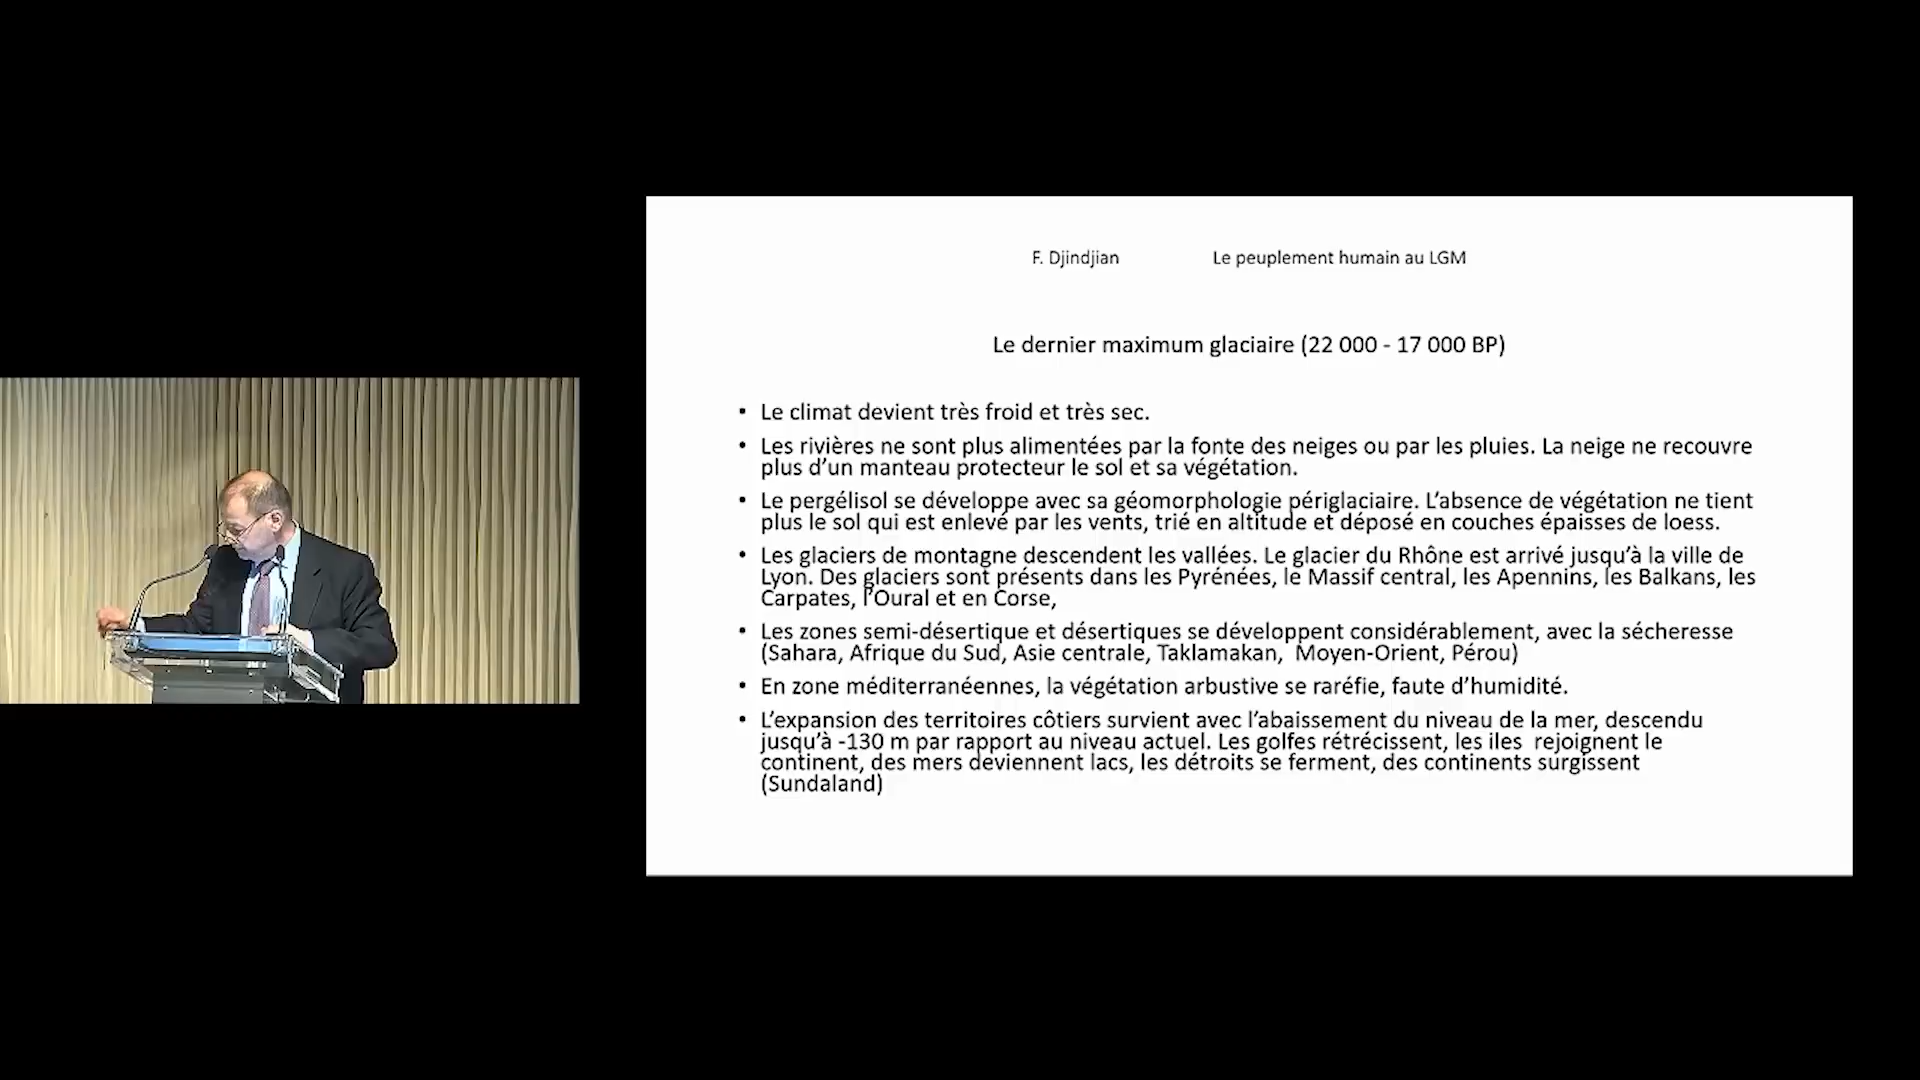 F. Djindjian Le peuplement humain au LGM
Le dernier maximum glaciaire (22 000 - 17 000 BP)
• Le climat devient très froid et très sec.
• Les rivières ne sont plus alimentées par la fonte des neiges ou par les pluies. La neige ne recouvre
plus d’un manteau protecteur le sol et sa végétation.
• Le pergélisol se développe avec sa géomorphologie périglaciaire. L’absence de végétation ne tient
plus le sol qui est enlevé par les vents, trié en altitude et déposé en couches épaisses de loess.
• Les glaciers de montagne descendent les vallées. Le glacier du Rhône est arrivé jusqu’à la ville de
Lyon. Des glaciers sont présents dans les Pyrénées, le Massif central, les Apennins, les Balkans, les
Carpates, l’Oural et en Corse,
• Les zones semi-désertique et désertiques se développent considérablement, avec la sécheresse
(Sahara, Afrique du Sud, Asie centrale, Taklamakan, Moyen-Orient, Pérou)
• En zone méditerranéennes, la végétation arbustive se raréfie, faute d’humidité.
• L’expansion des territoires côtiers survient avec l’abaissement du niveau de la mer, descendu
jusqu’à -130 m par rapport au niveau actuel. Les golfes rétrécissent, les iles rejoignent le
continent, des mers deviennent lacs, les détroits se ferment, des continents surgissent
(Sundaland)